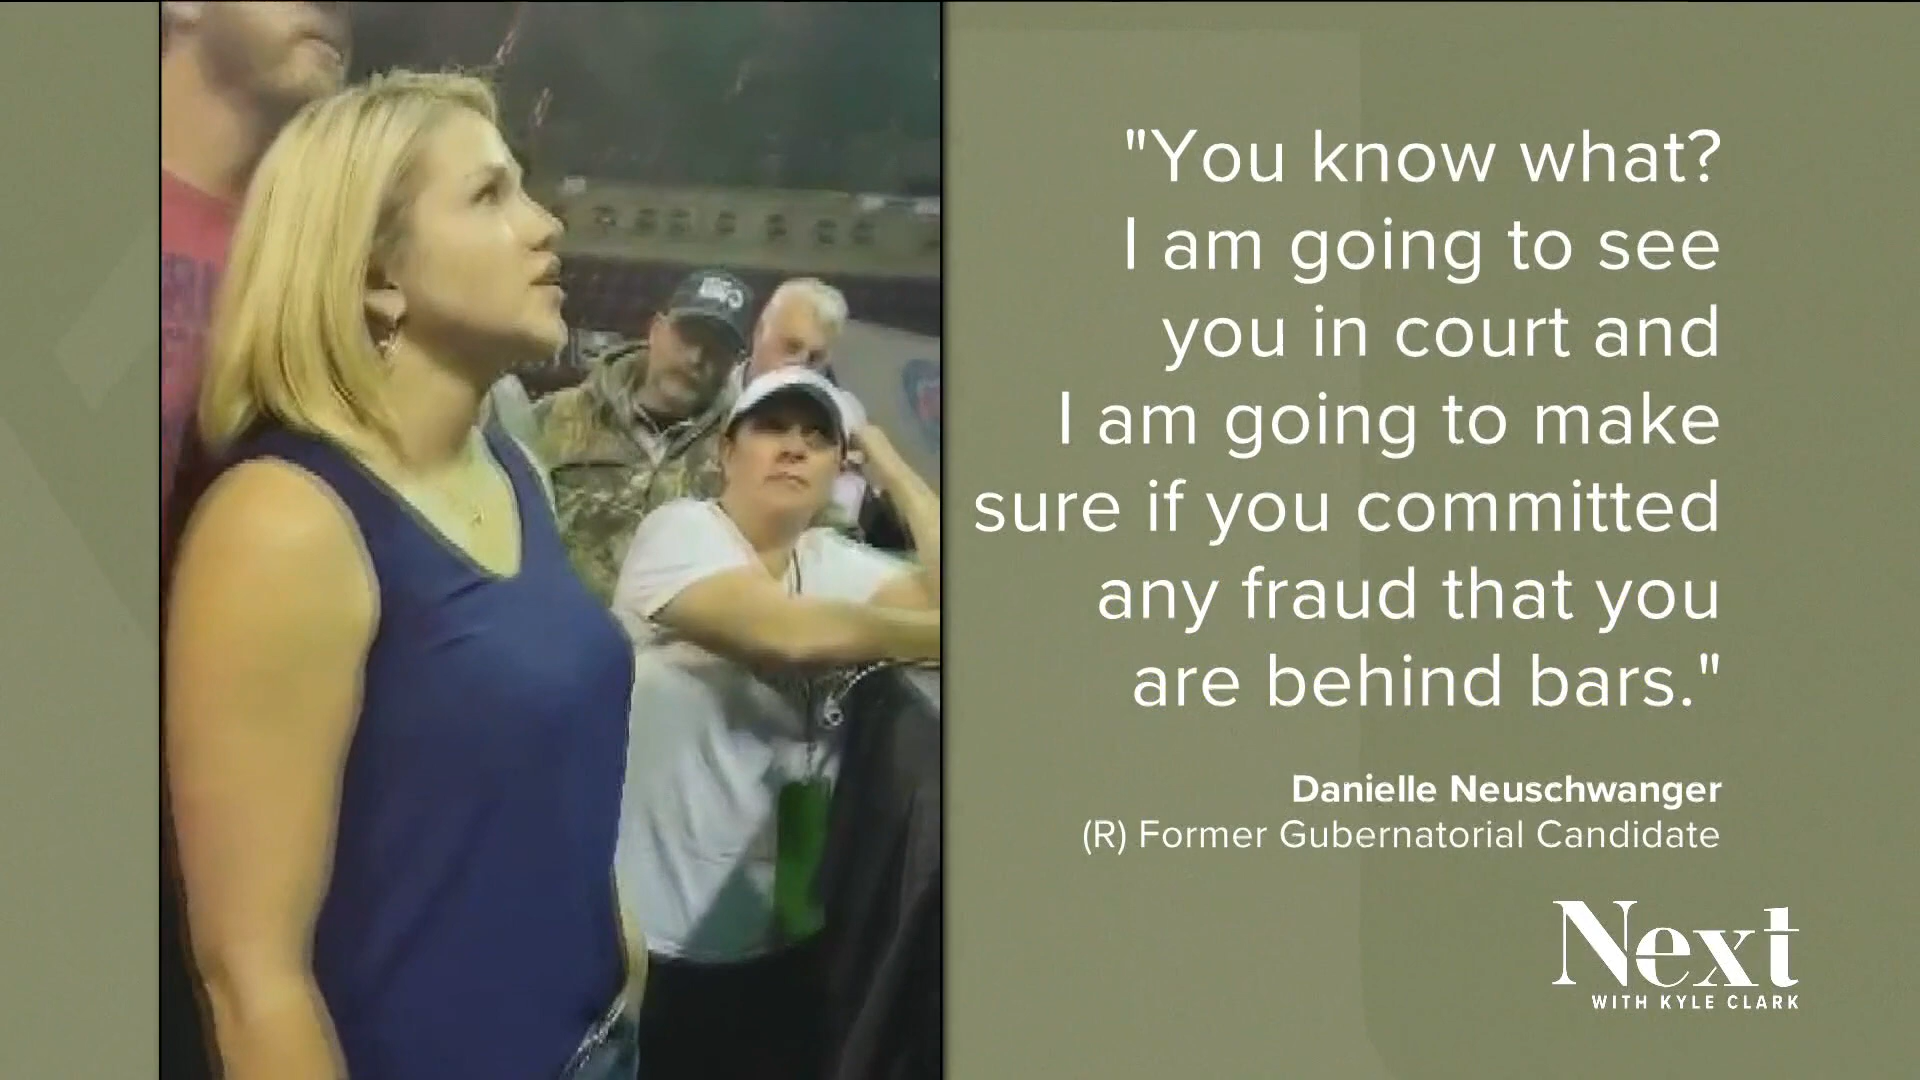 "You know what?
I am going to see
you in court and
I am going to make
sure if you committed
any fraud that you
are behind bars."
Danielle Neuschwanger
(R) Former Gubernatorial Candidate
Next
WITH KYLE CLARK